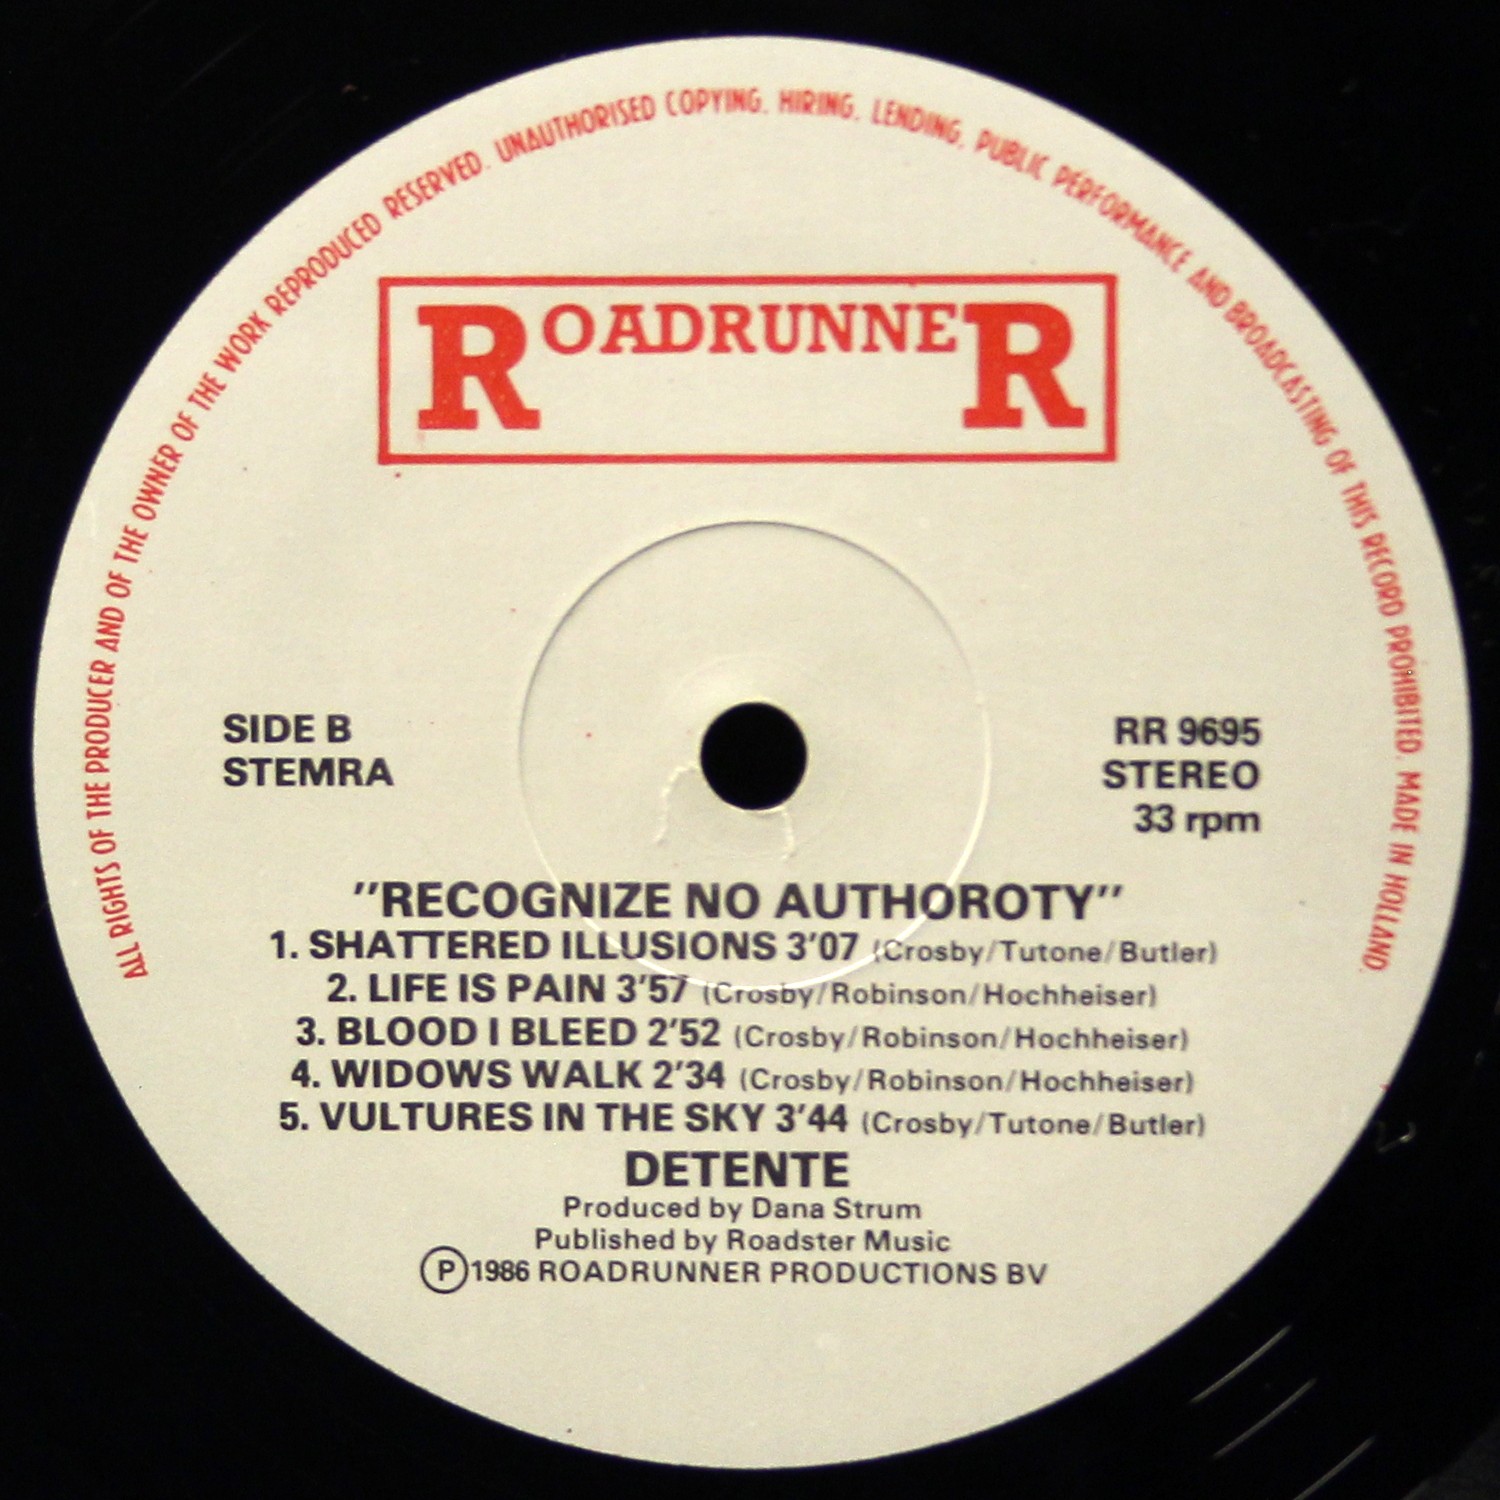 ALL RIGHTS OF THE PRODUCER AND OF THE OWNER OF THE WORK REPRODUCED RESERVED. UNAUTHORISED COPYING, HIRING, LENDING, PUBLIC PERFORMANCE AND BROADCASTING OF THIS RECORD PROHIBITED. MADE IN HOLLAND.
ROADRUNNER
SIDE B
STEMRA
RR 9695
STEREO
33 rpm
"RECOGNIZE NO AUTHOROTY"
1. SHATTERED ILLUSIONS 3'07 (Crosby/Tutone/Butler)
2. LIFE IS PAIN 3'57 (Crosby/Robinson/Hochheiser)
3. BLOOD I BLEED 2'52 (Crosby/Robinson/Hochheiser)
4. WIDOWS WALK 2'34 (Crosby/Robinson/Hochheiser)
5. VULTURES IN THE SKY 3'44 (Crosby/Tutone/Butler)
DETENTE
Produced by Dana Strum
Published by Roadster Music
Ⓟ1986 ROADRUNNER PRODUCTIONS BV